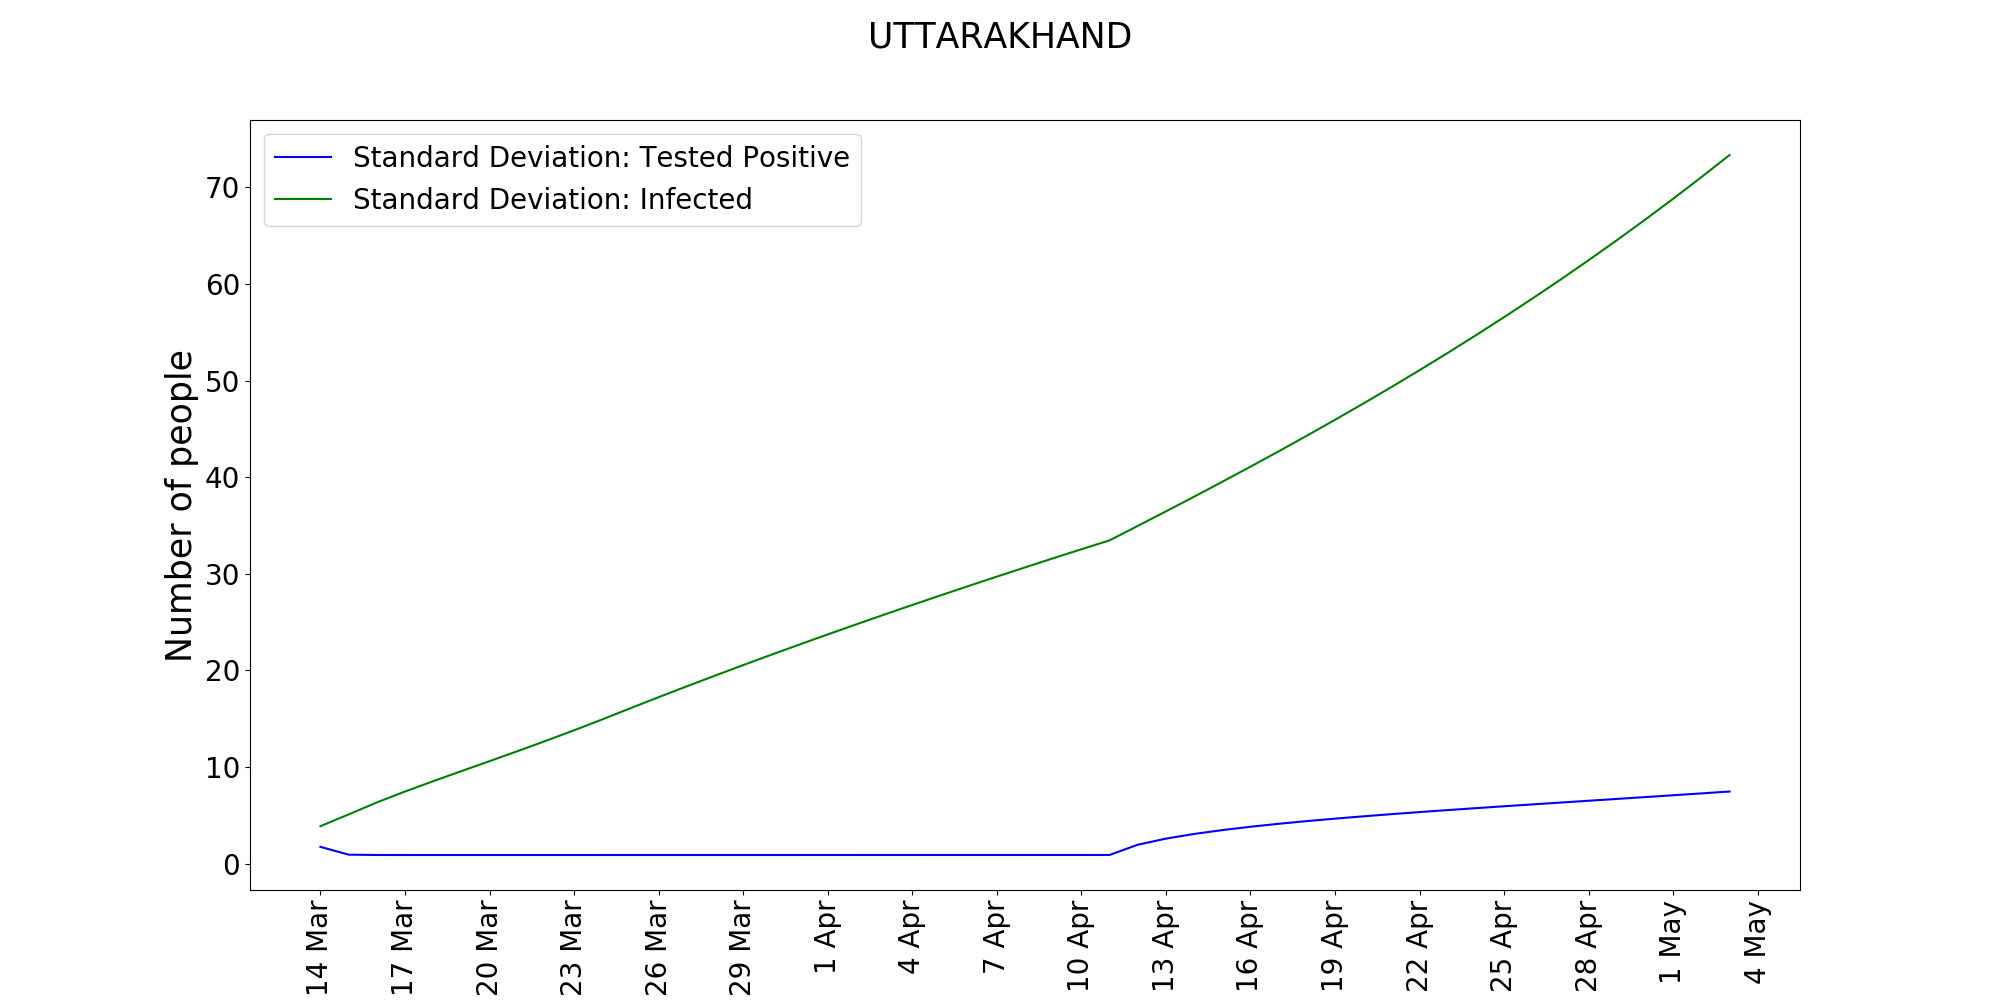 UTTARAKHAND
Standard Deviation: Tested Positive
Standard Deviation: Infected
Number of people
70
60
50
40
30
20
10
0
14 Mar
17 Mar
20 Mar
23 Mar
26 Mar
29 Mar
1 Apr
4 Apr
7 Apr
10 Apr
13 Apr
16 Apr
19 Apr
22 Apr
25 Apr
28 Apr
1 May
4 May